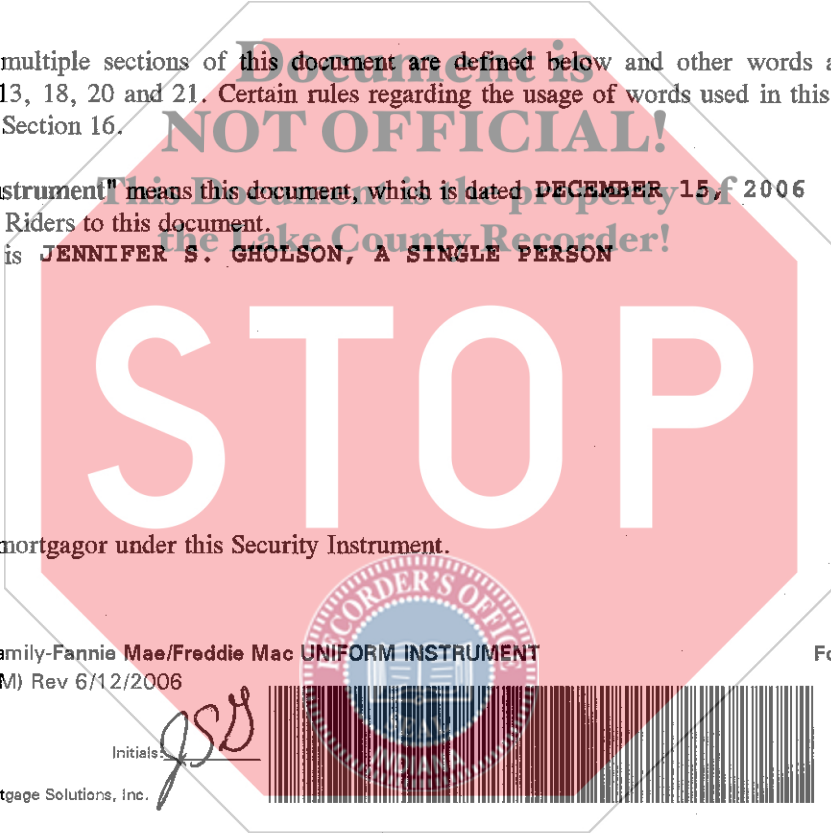 multiple sections of this document are defined below and other words a
Document is
13, 18, 20 and 21. Certain rules regarding the usage of words used in this
Section 16.
NOT OFFICIAL!
strument" means this document, which is dated DECEMBER 15, 2006
This Document is the property of
Riders to this document.
the Lake County Recorder!
is JENNIFER S. GHOLSON, A SINGLE PERSON
STOP
mortgagor under this Security Instrument.
RECORDER'S OFFICE
SEAL
INDIANA
amily-Fannie Mae/Freddie Mac UNIFORM INSTRUMENT
Fo
M) Rev 6/12/2006
Initials: JSG
tgage Solutions, Inc.